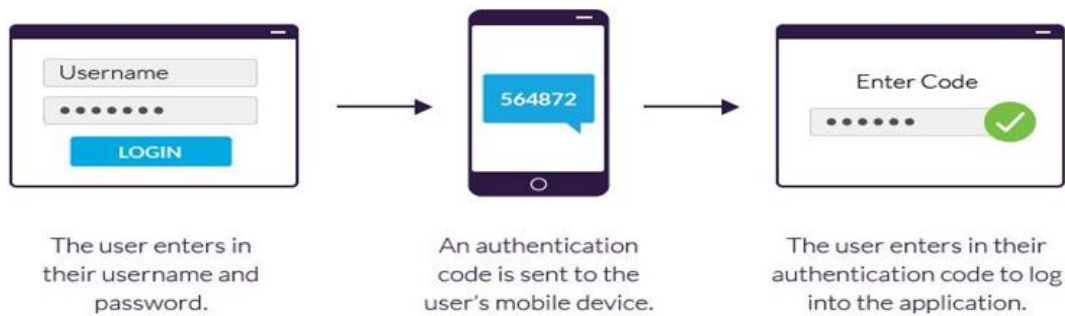 Username
LOGIN
564872
Enter Code
The user enters in
their username and
password.
An authentication
code is sent to the
user's mobile device.
The user enters in their
authentication code to log
into the application.